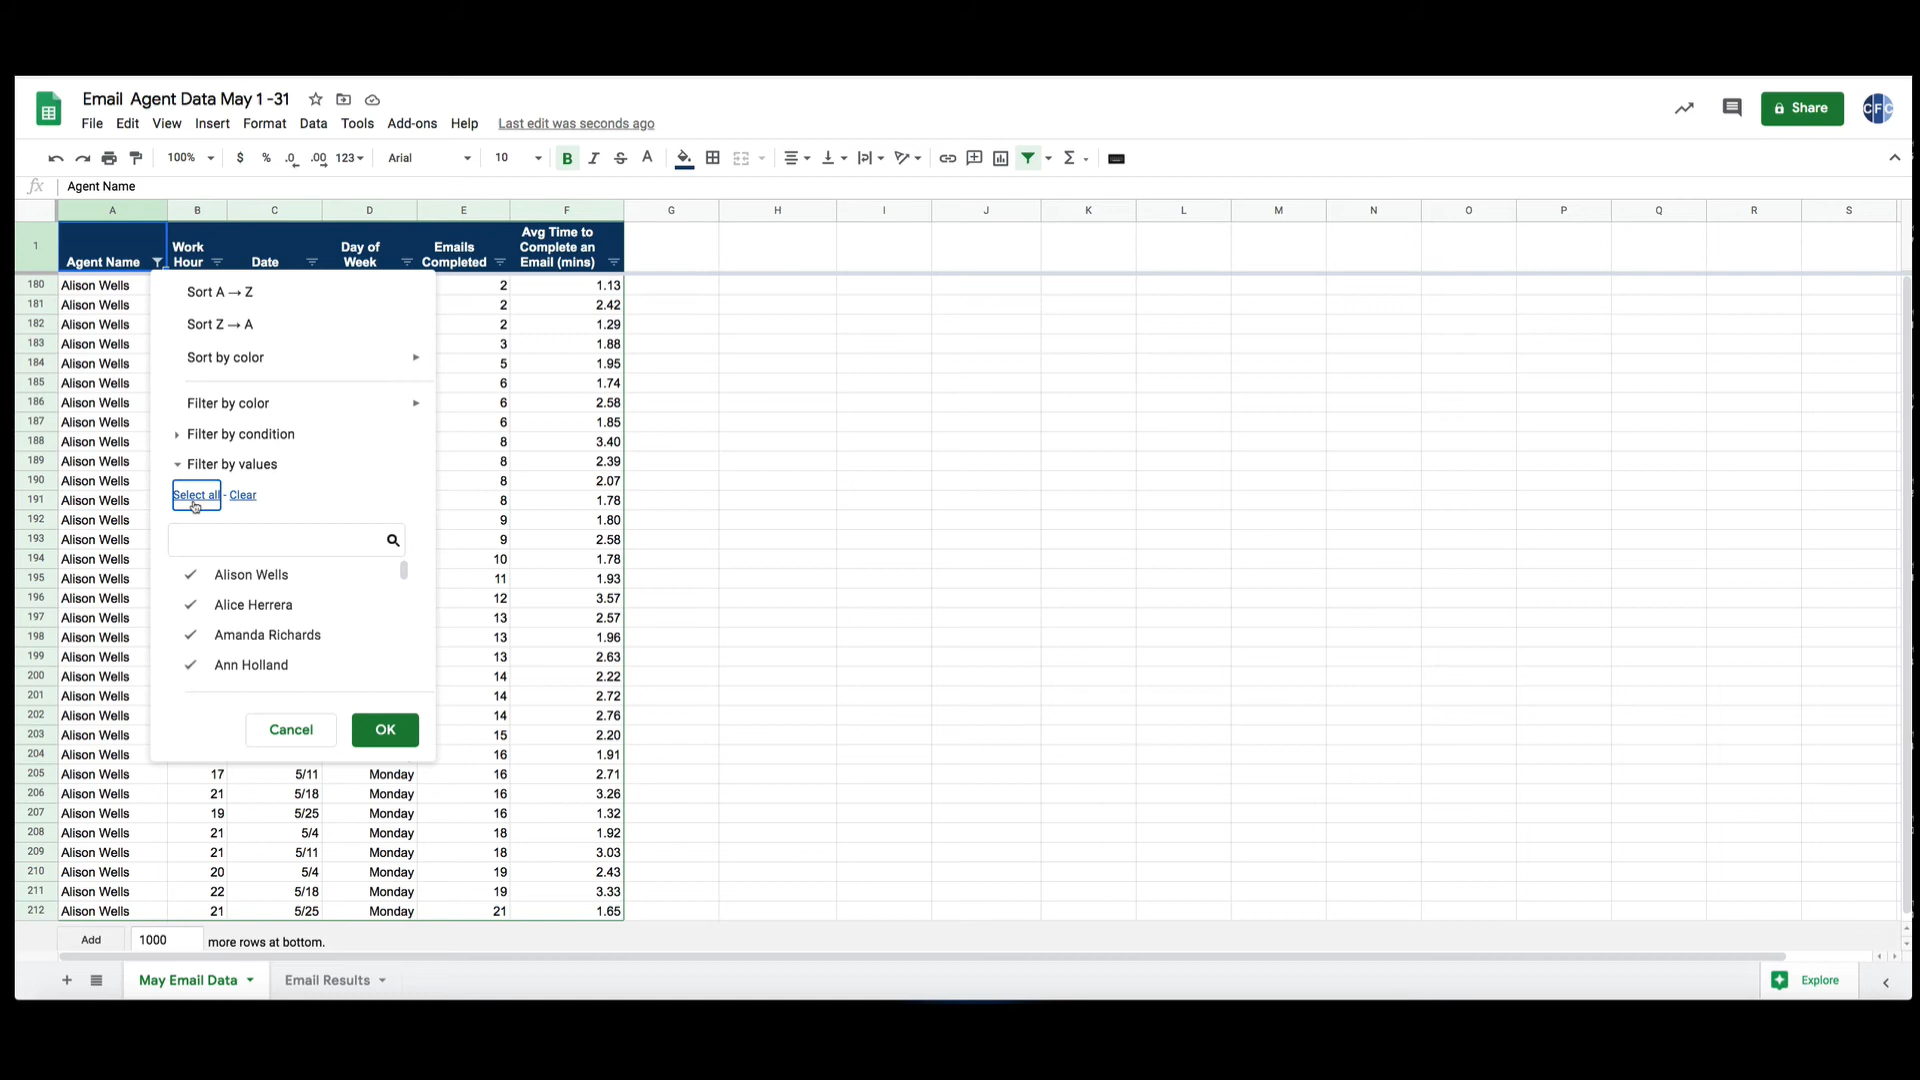 Email Agent Data May 1 -31
File Edit View Insert Format Data Tools Add-ons Help Last edit was seconds ago
Share
CFC
100% $ % .0 .00 123 Arial 10 B I S A
fx Agent Name
A B C D E F G H I J K L M N O P Q R S
1 Agent Name Work Hour Date Day of Week Emails Completed Avg Time to Complete an Email (mins)
180 Alison Wells 2 1.13
181 Alison Wells 2 2.42
182 Alison Wells 2 1.29
183 Alison Wells 3 1.88
184 Alison Wells 5 1.95
185 Alison Wells 6 1.74
186 Alison Wells 6 2.58
187 Alison Wells 6 1.85
188 Alison Wells 8 3.40
189 Alison Wells 8 2.39
190 Alison Wells 8 2.07
191 Alison Wells 8 1.78
192 Alison Wells 9 1.80
193 Alison Wells 9 2.58
194 Alison Wells 10 1.78
195 Alison Wells 11 1.93
196 Alison Wells 12 3.57
197 Alison Wells 13 2.57
198 Alison Wells 13 1.96
199 Alison Wells 13 2.63
200 Alison Wells 14 2.22
201 Alison Wells 14 2.72
202 Alison Wells 14 2.76
203 Alison Wells 15 2.20
204 Alison Wells 16 1.91
205 Alison Wells 17 5/11 Monday 16 2.71
206 Alison Wells 21 5/18 Monday 16 3.26
207 Alison Wells 19 5/25 Monday 16 1.32
208 Alison Wells 21 5/4 Monday 18 1.92
209 Alison Wells 21 5/11 Monday 18 3.03
210 Alison Wells 20 5/4 Monday 19 2.43
211 Alison Wells 22 5/18 Monday 19 3.33
212 Alison Wells 21 5/25 Monday 21 1.65
Sort A → Z
Sort Z → A
Sort by color
Filter by color
Filter by condition
Filter by values
Select all - Clear
Alison Wells
Alice Herrera
Amanda Richards
Ann Holland
Cancel OK
Add 1000 more rows at bottom.
May Email Data Email Results Explore